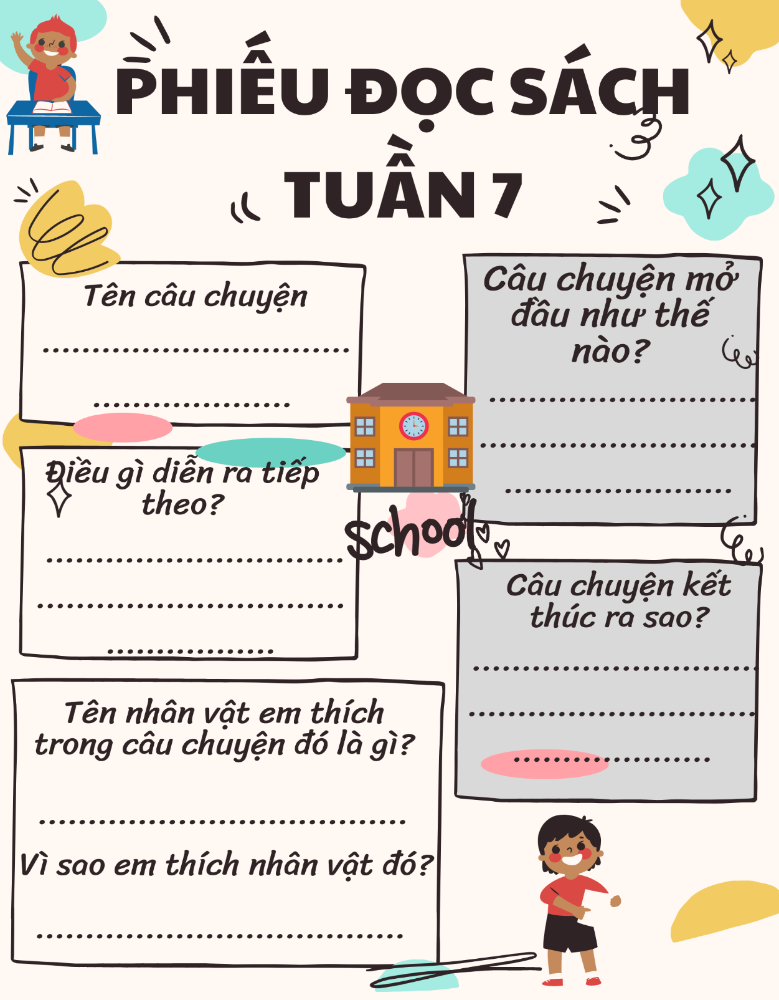 PHIẾU ĐỌC SÁCH
TUẦN 7
Tên câu chuyện
................................
....................
Câu chuyện mở
đầu như thế
nào?
...........................
............................
.......................
Điều gì diễn ra tiếp
theo?
..............................
...............................
.................
school
Câu chuyện kết
thúc ra sao?
.............................
.............................
....................
Tên nhân vật em thích
trong câu chuyện đó là gì?
.....................................
Vì sao em thích nhân vật đó?
.....................................